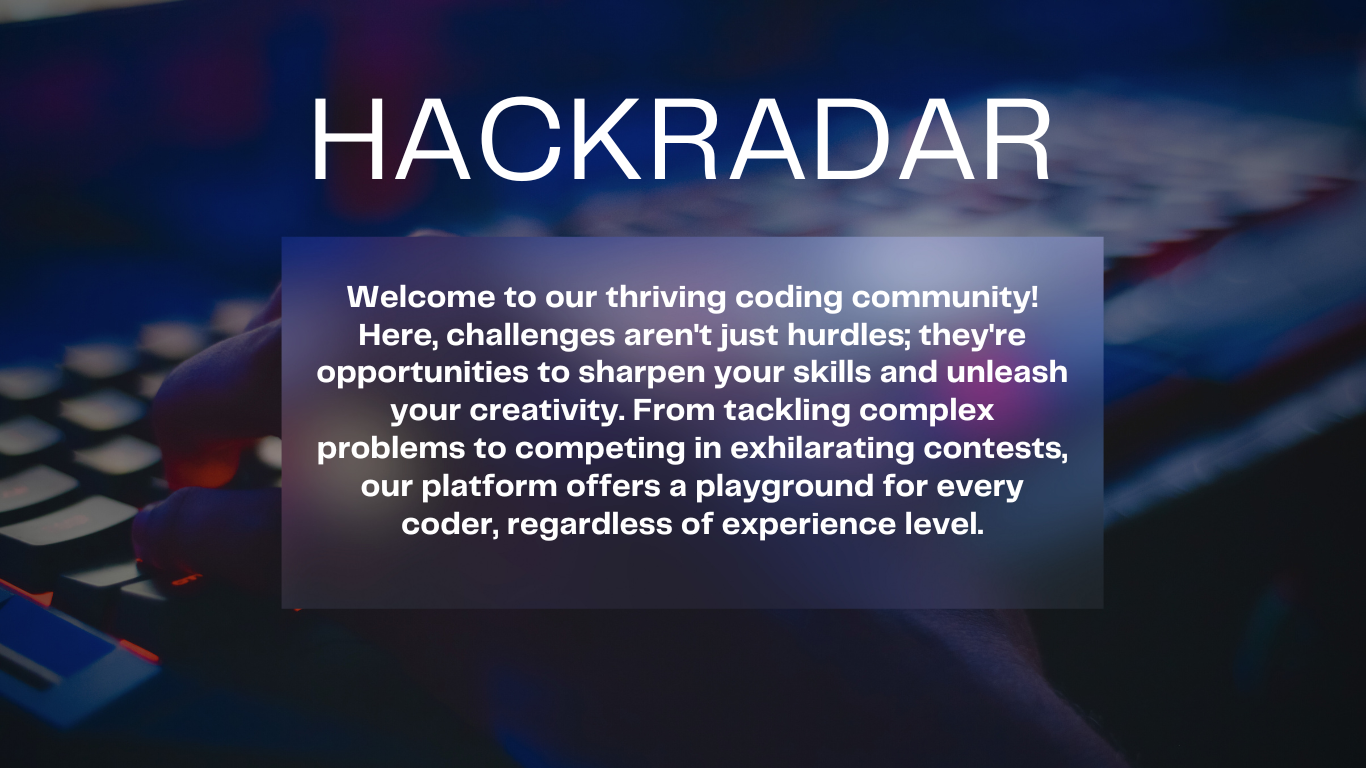 HACKRADAR
Welcome to our thriving coding community!
Here, challenges aren't just hurdles; they're
opportunities to sharpen your skills and unleash
your creativity. From tackling complex
problems to competing in exhilarating contests,
our platform offers a playground for every
coder, regardless of experience level.